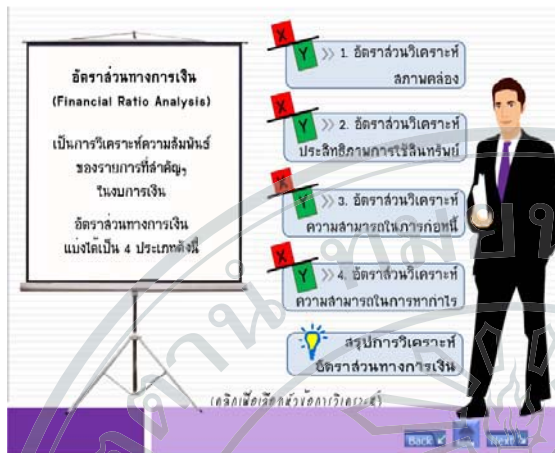 อัตราส่วนทางการเงิน
(Financial Ratio Analysis)
เป็นการวิเคราะห์ความสัมพันธ์
ของรายการที่สำคัญๆ
ในงบการเงิน
อัตราส่วนทางการเงิน
แบ่งได้เป็น 4 ประเภทดังนี้
X
Y
>> 1. อัตราส่วนวิเคราะห์
สภาพคล่อง
X
Y
>> 2. อัตราส่วนวิเคราะห์
ประสิทธิภาพการใช้สินทรัพย์
X
Y
>> 3. อัตราส่วนวิเคราะห์
ความสามารถในการก่อหนี้
X
Y
>> 4. อัตราส่วนวิเคราะห์
ความสามารถในการทำกำไร
สรุปการวิเคราะห์
อัตราส่วนทางการเงิน
(คลิกเพื่อเลือกหัวข้อการวิเคราะห์)
Back
Next